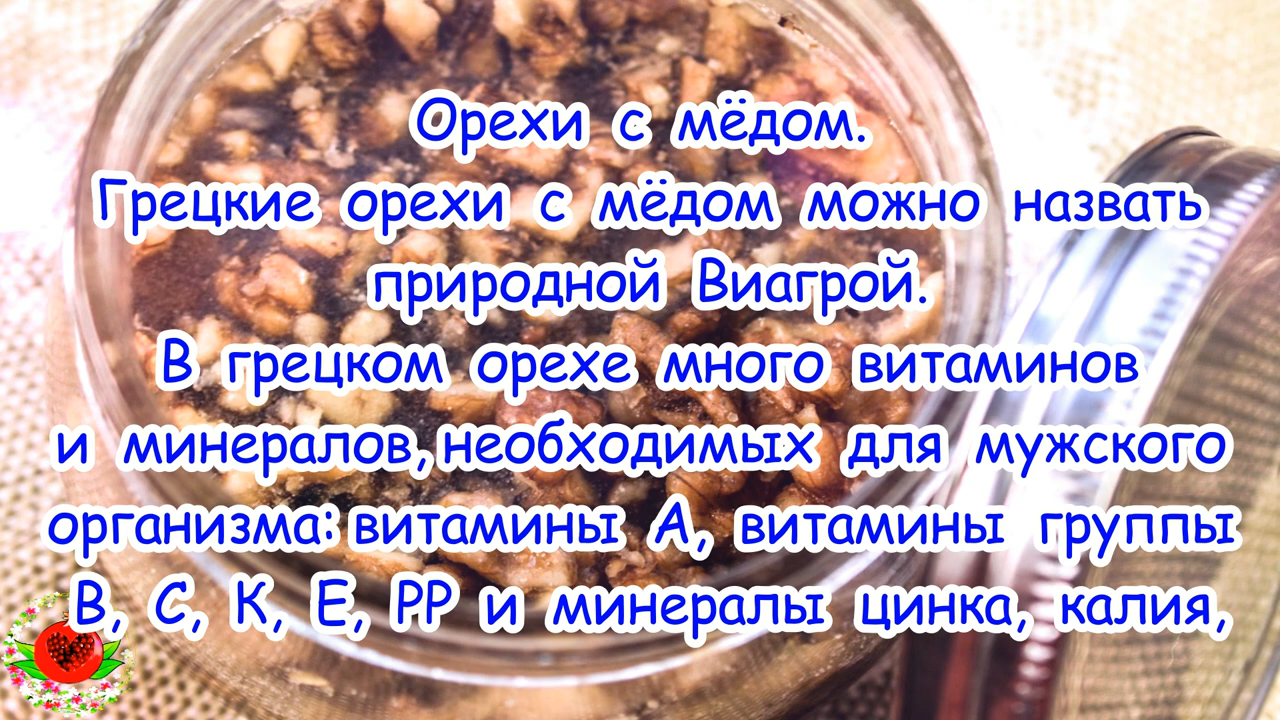 Орехи с мёдом.
Грецкие орехи с мёдом можно назвать
природной Виагрой.
В грецком орехе много витаминов
и минералов, необходимых для мужского
организма: витамины А, витамины группы
В, С, К, Е, РР и минералы цинка, калия,